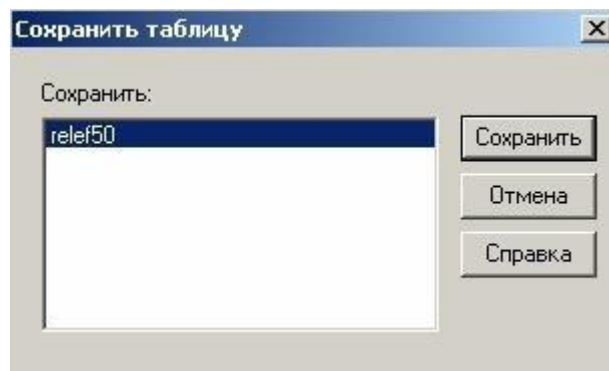 Сохранить таблицу
Сохранить:
relef50
Сохранить
Отмена
Справка